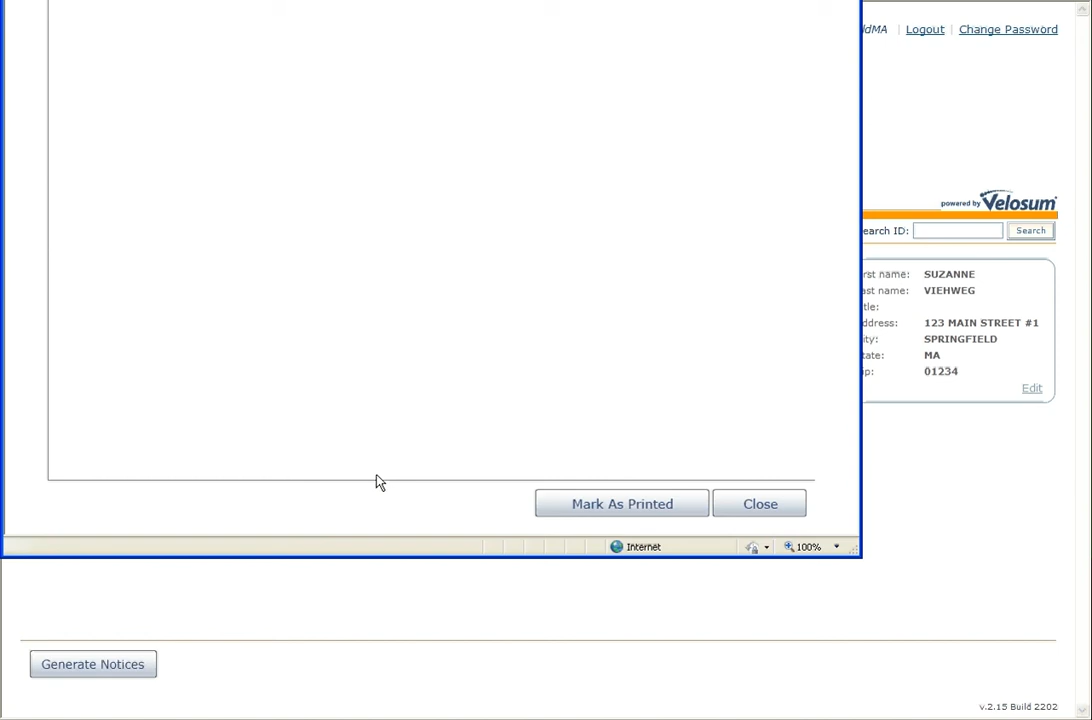 ldMA | Logout | Change Password
powered by Velosum
earch ID: Search
rst name: SUZANNE
ast name: VIEHWEG
tle:
ddress: 123 MAIN STREET #1
ity: SPRINGFIELD
tate: MA
ip: 01234
Edit
Mark As Printed Close
Internet 100%
Generate Notices
v.2.15 Build 2202